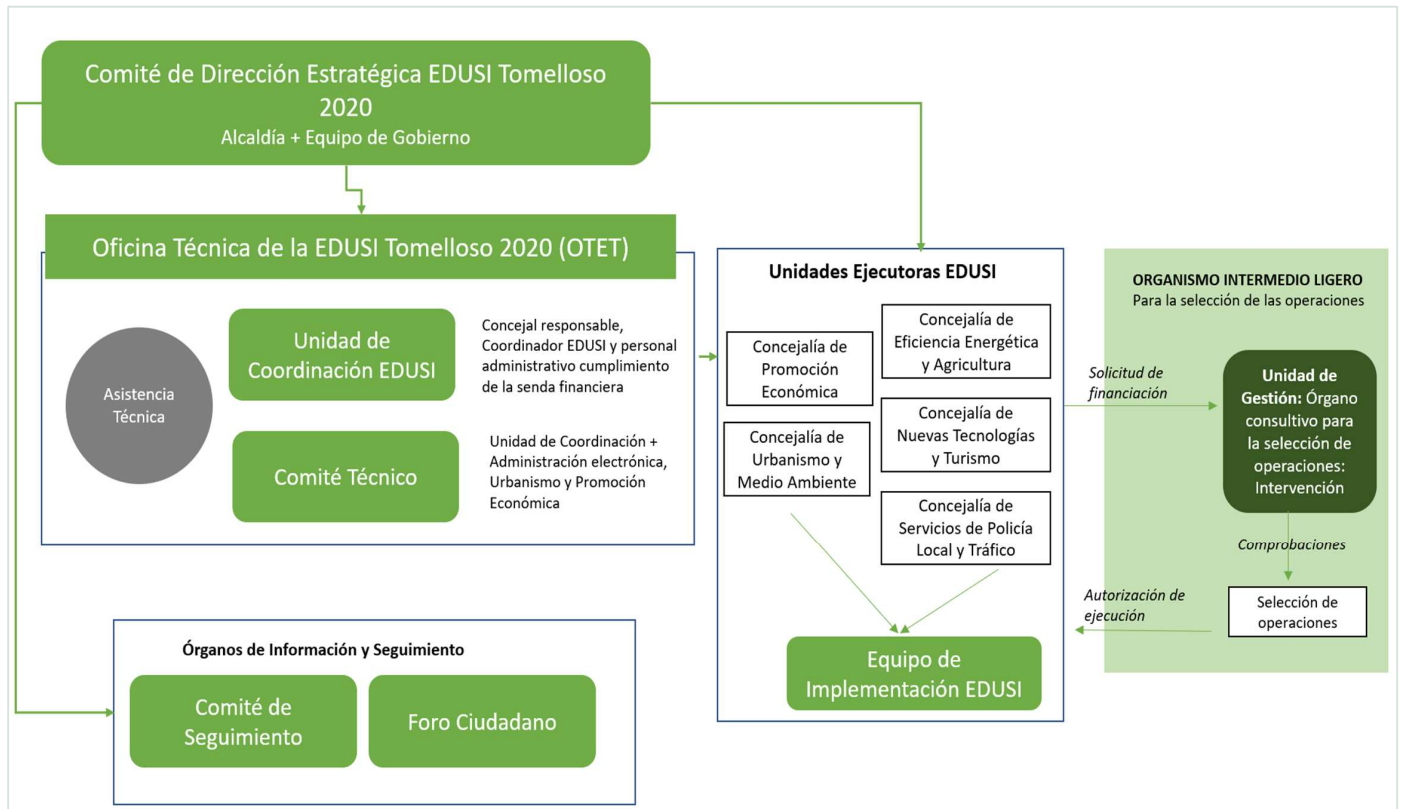 Comité de Dirección Estratégica EDUSI Tomelloso
2020
Alcaldía + Equipo de Gobierno
Oficina Técnica de la EDUSI Tomelloso 2020 (OTET)
Asistencia
Técnica
Unidad de
Coordinación EDUSI
Concejal responsable,
Coordinador EDUSI y personal
administrativo cumplimiento
de la senda financiera
Comité Técnico
Unidad de Coordinación +
Administración electrónica,
Urbanismo y Promoción
Económica
Órganos de Información y Seguimiento
Comité de
Seguimiento
Foro Ciudadano
Unidades Ejecutoras EDUSI
Concejalía de
Promoción
Económica
Concejalía de
Eficiencia Energética
y Agricultura
Concejalía de
Urbanismo y
Medio Ambiente
Concejalía de
Nuevas Tecnologías
y Turismo
Concejalía de
Servicios de Policía
Local y Tráfico
Equipo de
Implementación EDUSI
Solicitud de
financiación
Autorización de
ejecución
ORGANISMO INTERMEDIO LIGERO
Para la selección de las operaciones
Unidad de
Gestión: Órgano
consultivo para
la selección de
operaciones:
Intervención
Comprobaciones
Selección de
operaciones